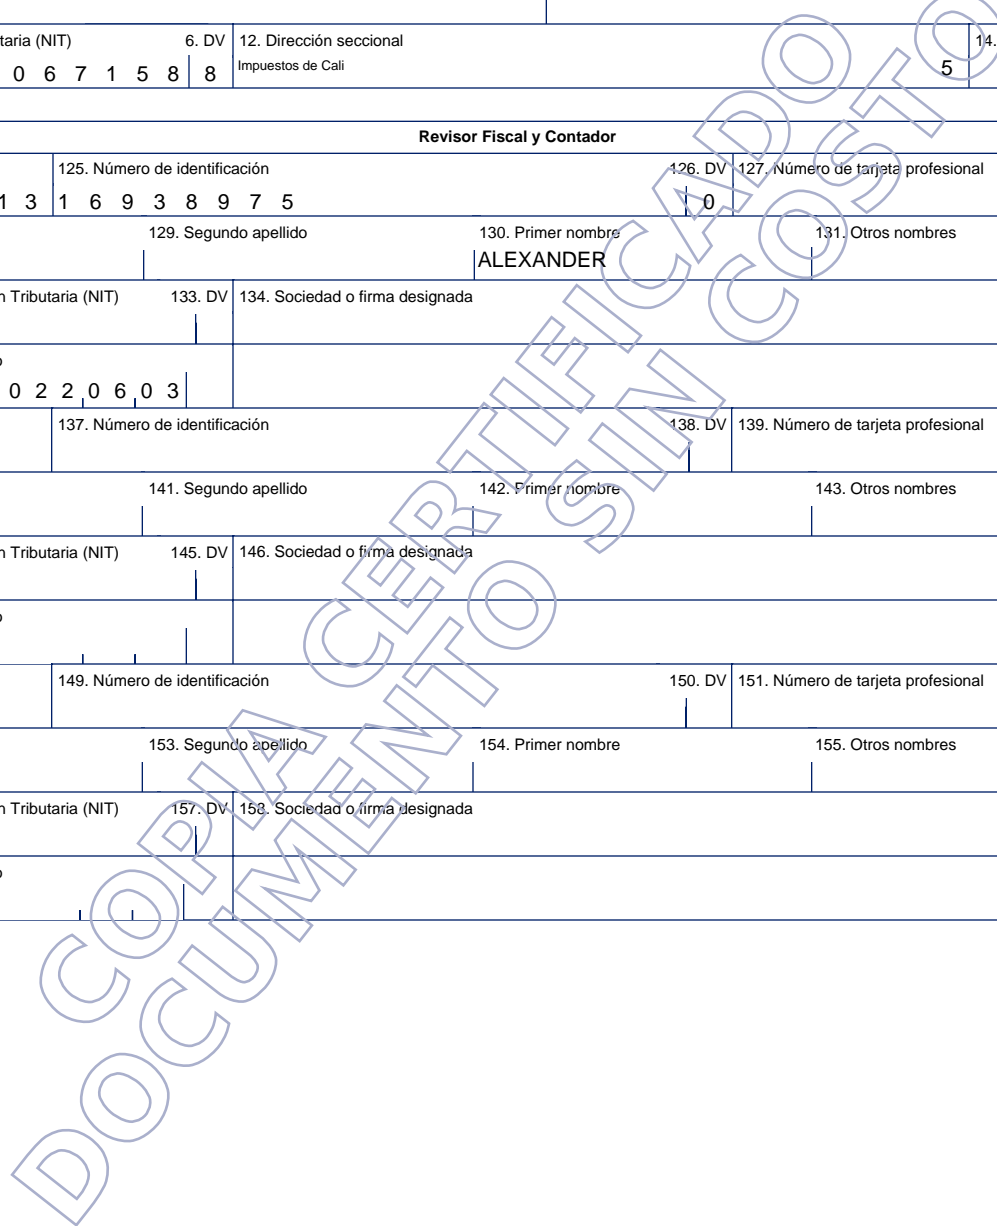 taria (NIT) 6. DV 12. Dirección seccional 14.
0 6 7 1 5 8 8 Impuestos de Cali 5
Revisor Fiscal y Contador
125. Número de identificación 126. DV 127. Número de tarjeta profesional
1 3 1 6 9 3 8 9 7 5 0
129. Segundo apellido 130. Primer nombre 131. Otros nombres
ALEXANDER
n Tributaria (NIT) 133. DV 134. Sociedad o firma designada
o
0 2 2 0 6 0 3
137. Número de identificación 138. DV 139. Número de tarjeta profesional
141. Segundo apellido 142. Primer nombre 143. Otros nombres
n Tributaria (NIT) 145. DV 146. Sociedad o firma designada
o
149. Número de identificación 150. DV 151. Número de tarjeta profesional
153. Segundo apellido 154. Primer nombre 155. Otros nombres
n Tributaria (NIT) 157. DV 158. Sociedad o firma designada
o
COPIA CERTIFICADO
DOCUMENTO SIN COSTO